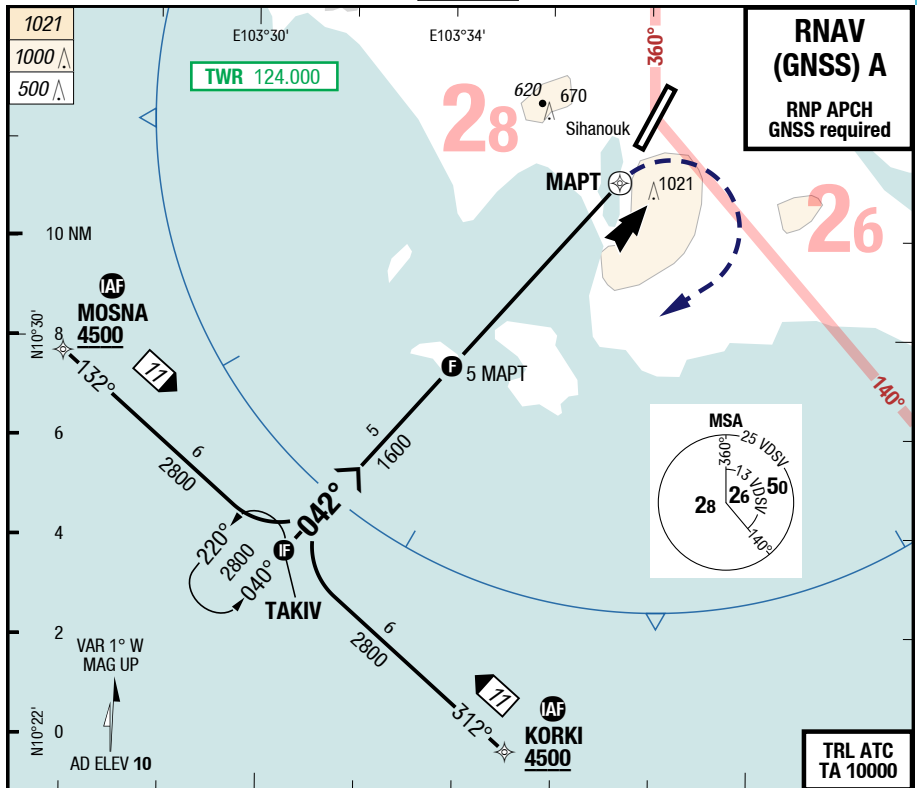 1021
1000
500
E103°30'
E103°34'
TWR 124.000
360°
RNAV
(GNSS) A
RNP APCH
GNSS required
28
620
670
Sihanouk
MAPT
1021
26
10 NM
IAF
MOSNA
4500
N10°30'
8
132°
11
F
5 MAPT
140°
6
6
2800
5
1600
MSA
25 VDSV
360°
13 VDSV
28
26
50
140°
4
042°
220°
2800
040°
IF
TAKIV
2
6
2800
VAR 1° W
MAG UP
11
312°
IAF
KORKI
4500
N10°22'
0
AD ELEV 10
TRL ATC
TA 10000